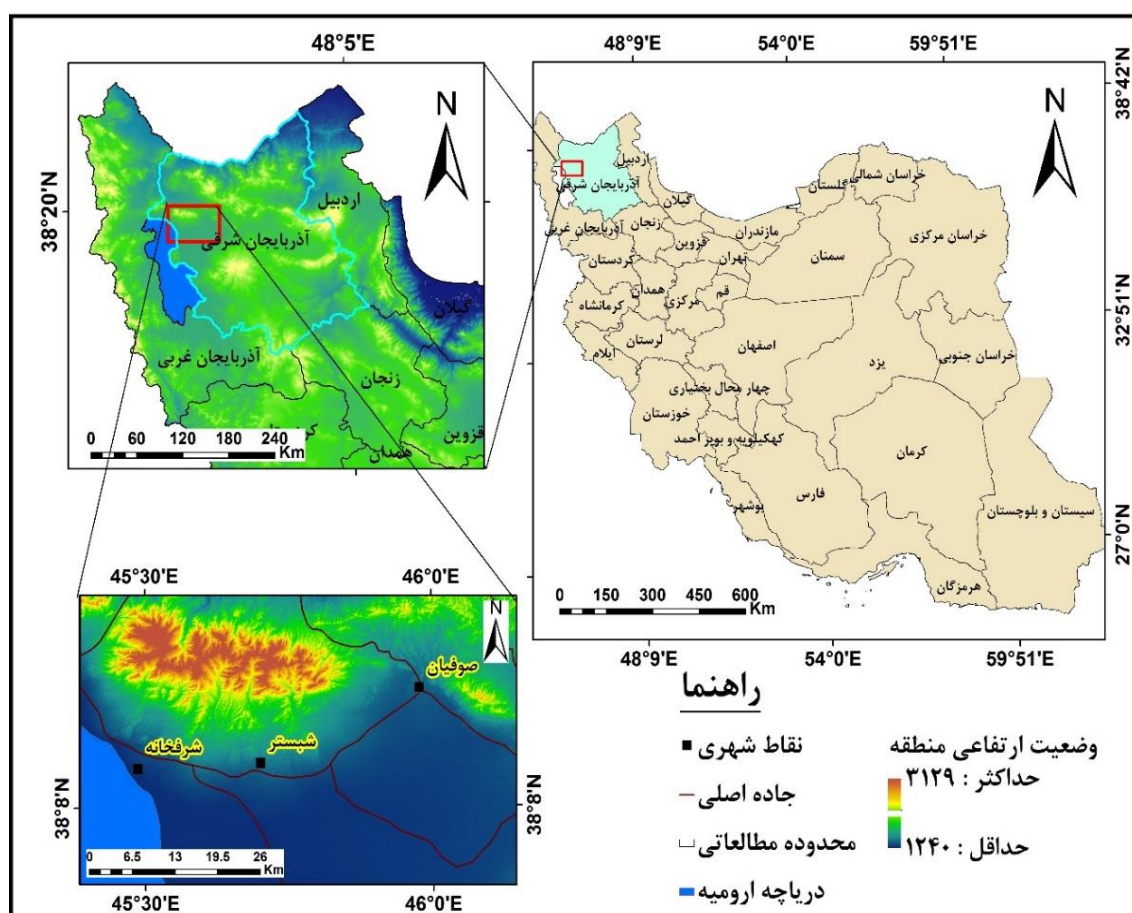 48°5'E
38°20'N
N
اردبیل
آذربایجان شرقی
گیلان
آذربایجان غربی
زنجان
قزوین
همدان
0 60 120 180 240
Km
48°9'E 54°0'E 59°51'E
38°42'N
32°51'N
27°0'N
N
اردبیل
آذربایجان شرقی
گیلان
آذربایجان غربی
زنجان
قزوین
مازندران
گلستان
خراسان شمالی
خراسان مرکزی
سمنان
تهران
کردستان
همدان
مرکزی
قم
کرمانشاه
لرستان
ایلام
اصفهان
یزد
خراسان جنوبی
چهار محال بختیاری
خوزستان
کهکیلویه و بویر احمد
کرمان
فارس
بوشهر
سیستان و بلوچستان
هرمزگان
0 150 300 450 600
Km
48°9'E 54°0'E 59°51'E
45°30'E 46°0'E
N
صوفیان
شبستر
شرفخانه
38°8'N
38°8'N
0 6.5 13 19.5 26
Km
45°30'E 46°0'E
راهنما
نقاط شهری
جاده اصلی
محدوده مطالعاتی
دریاچه ارومیه
وضعیت ارتفاعی منطقه
حداکثر : ۳۱۲۹
حداقل : ۱۲۴۰